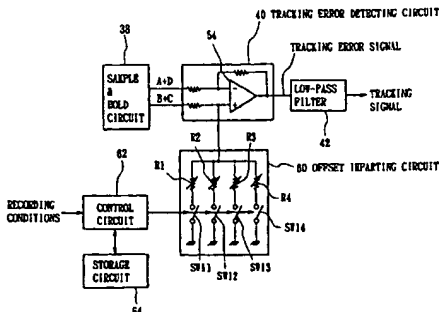 40 TRACKING ERROR DETECTING CIRCUIT
38
54
TRACKING ERROR SIGNAL
SAMPLE & HOLD CIRCUIT
A+D
B+C
-
+
LOW-PASS FILTER
TRACKING SIGNAL
42
62
60 OFFSET IMPARTING CIRCUIT
R1
R2
R3
R4
RECORDING CONDITIONS
CONTROL CIRCUIT
SW11
SW12
SW13
SW14
STORAGE CIRCUIT
64